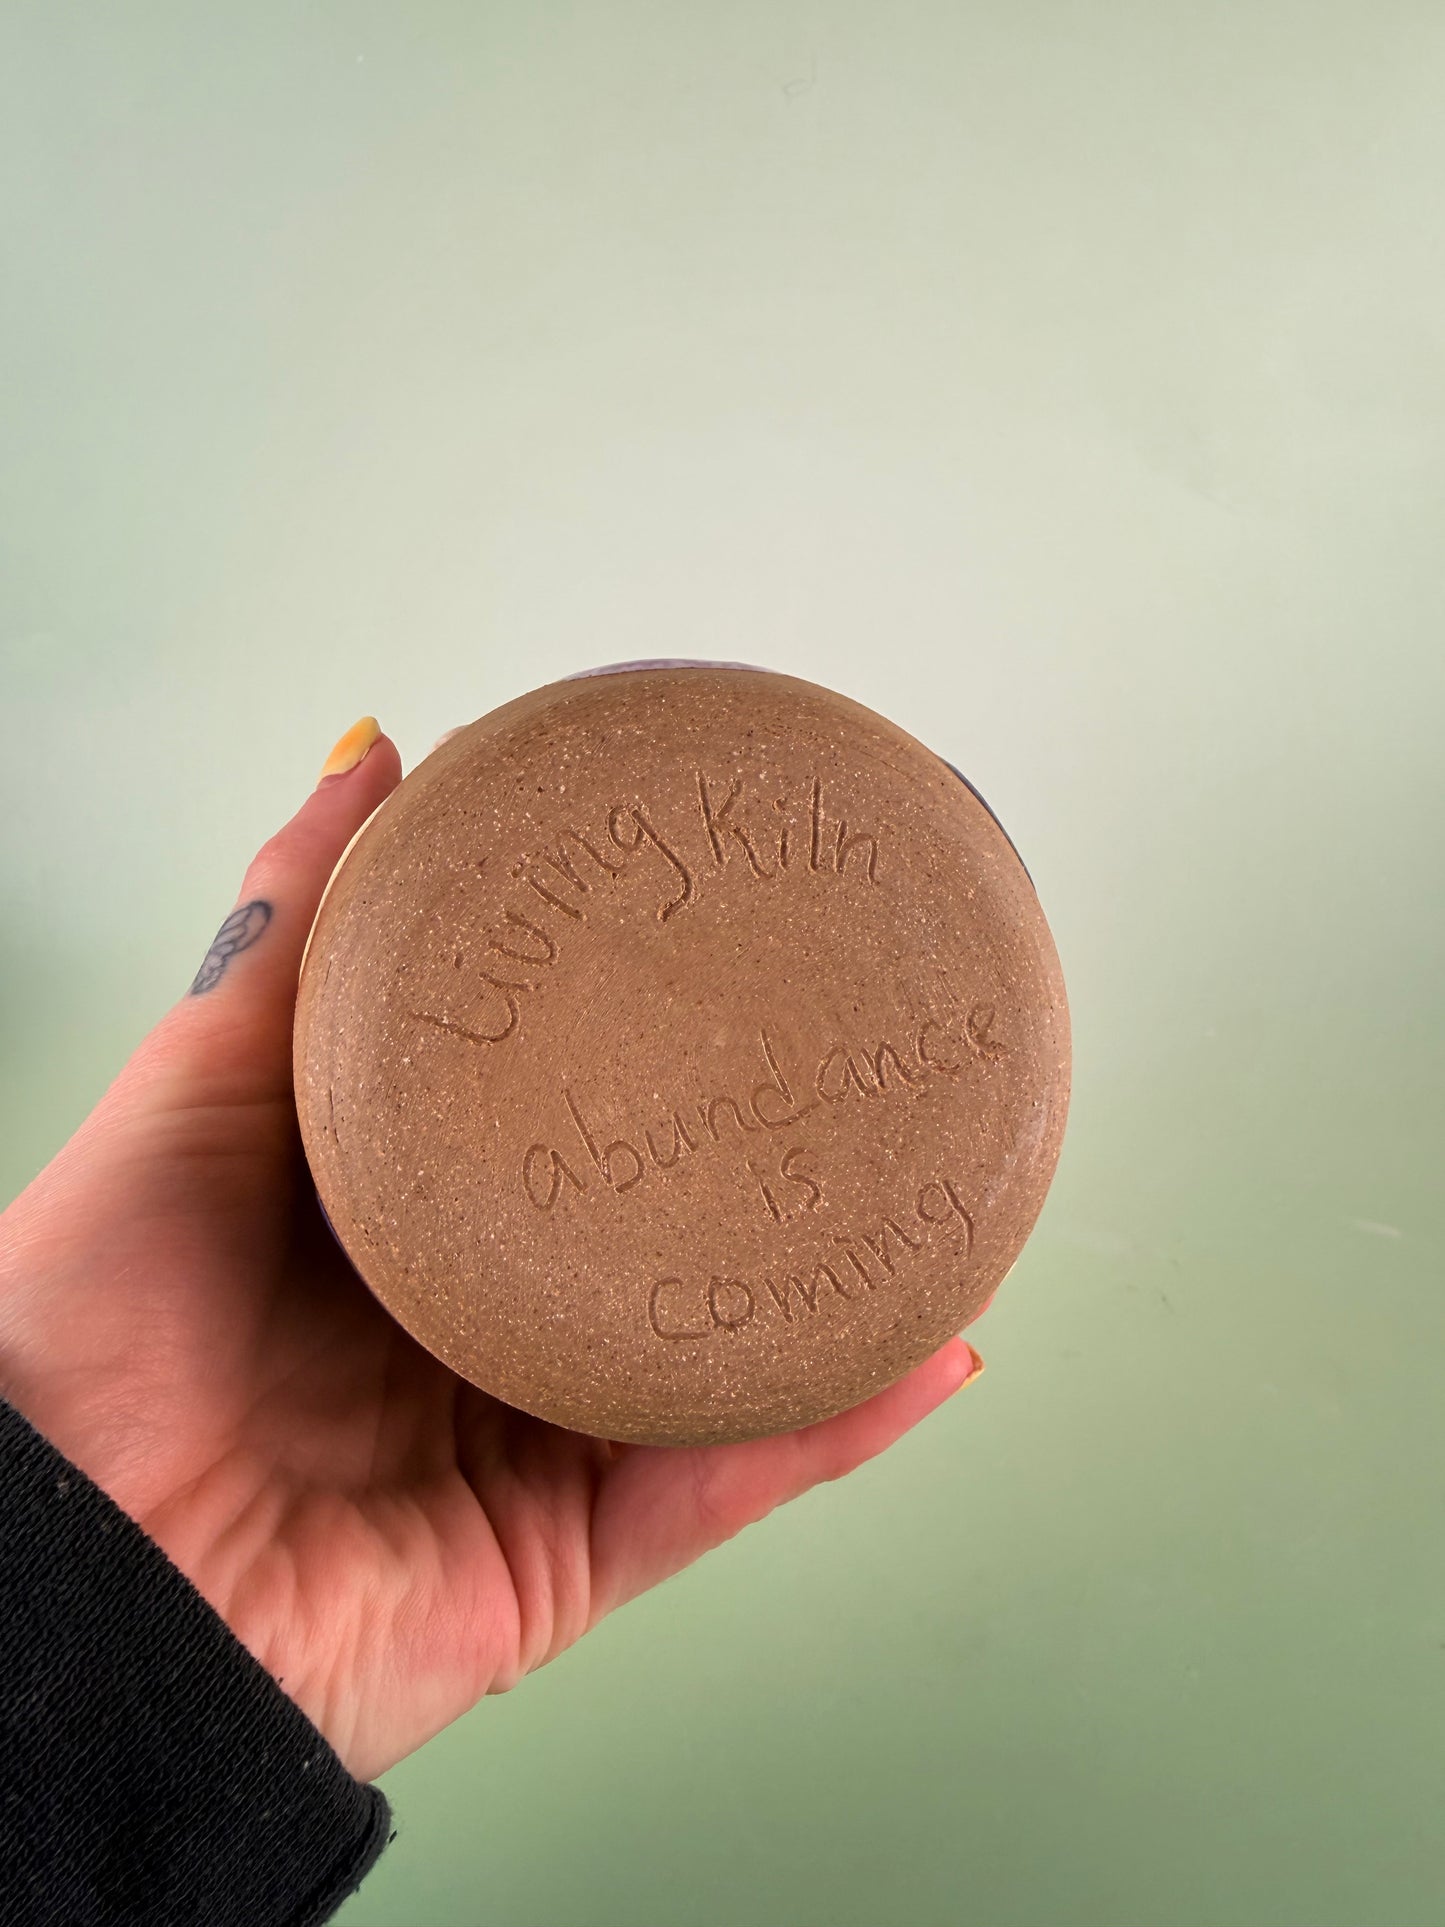 Living Kiln
abundance
is
coming